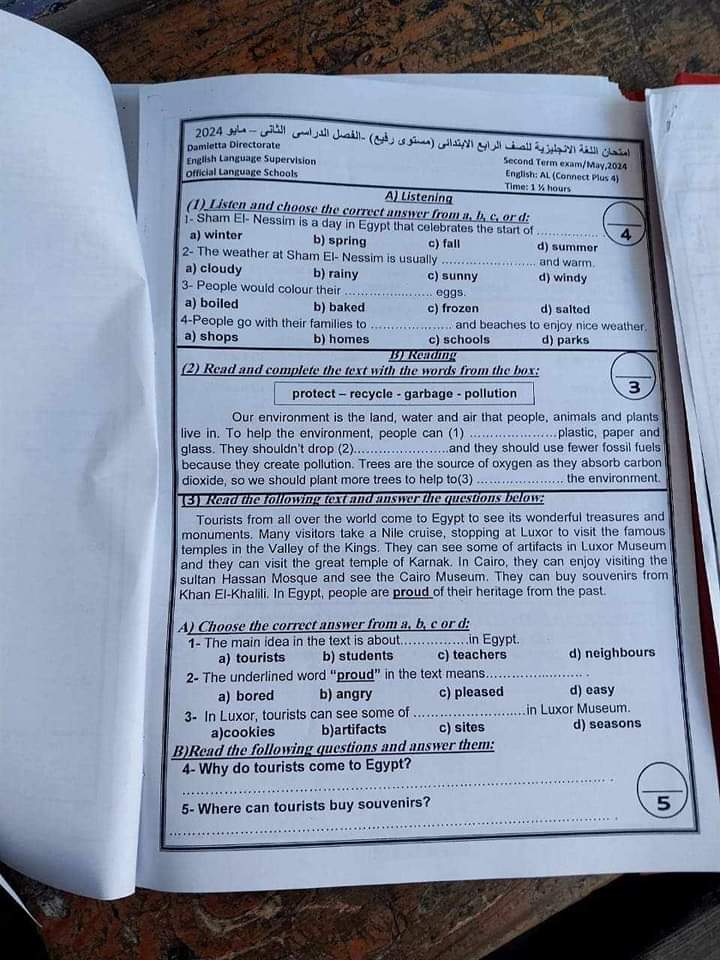 امتحان اللغة الانجليزية للصف الرابع الابتدائى (مستوى رفيع) -الفصل الدراسى الثانى – مايو 2024
Damietta Directorate
Second Term exam/May,2024
English Language Supervision
English: AL (Connect Plus 4)
Official Language Schools
Time: 1 ½ hours
A) Listening
(1) Listen and choose the correct answer from a, b, c, or d:
1- Sham El- Nessim is a day in Egypt that celebrates the start of ............... .
a) winter b) spring c) fall d) summer
4
2- The weather at Sham El- Nessim is usually ........................ and warm.
a) cloudy b) rainy c) sunny d) windy
3- People would colour their ...................... eggs.
a) boiled b) baked c) frozen d) salted
4-People go with their families to ..................... and beaches to enjoy nice weather.
a) shops b) homes c) schools d) parks
B) Reading
(2) Read and complete the text with the words from the box:
3
protect – recycle - garbage - pollution
Our environment is the land, water and air that people, animals and plants
live in. To help the environment, people can (1) ......................plastic, paper and
glass. They shouldn't drop (2)........................and they should use fewer fossil fuels
because they create pollution. Trees are the source of oxygen as they absorb carbon
dioxide, so we should plant more trees to help to(3) ...................... the environment.
(3) Read the following text and answer the questions below:
Tourists from all over the world come to Egypt to see its wonderful treasures and
monuments. Many visitors take a Nile cruise, stopping at Luxor to visit the famous
temples in the Valley of the Kings. They can see some of artifacts in Luxor Museum
and they can visit the great temple of Karnak. In Cairo, they can enjoy visiting the
sultan Hassan Mosque and see the Cairo Museum. They can buy souvenirs from
Khan El-Khalili. In Egypt, people are proud of their heritage from the past.
A) Choose the correct answer from a, b, c or d:
1- The main idea in the text is about.................in Egypt.
a) tourists b) students c) teachers d) neighbours
2- The underlined word "proud" in the text means........................ .
a) bored b) angry c) pleased d) easy
3- In Luxor, tourists can see some of ............................in Luxor Museum.
a)cookies b)artifacts c) sites d) seasons
B)Read the following questions and answer them:
4- Why do tourists come to Egypt?
.................................................................................................... .
5- Where can tourists buy souvenirs?
.................................................................................................... .
5